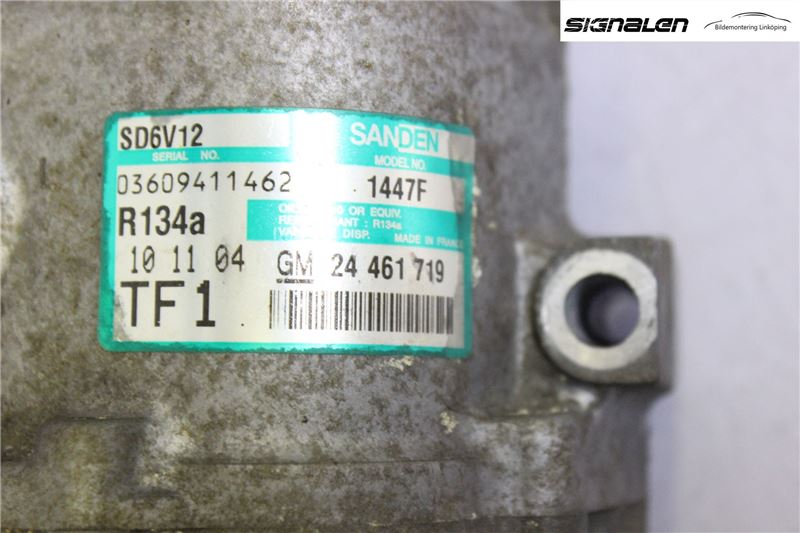 SIGNALEN
Bildemontering Linköping
SD6V12 SANDEN
SERIAL NO. MODEL NO.
03609411462 1447F
R134a OR EQUIV.
: R134a
DISP. MADE IN FRANCE
10 11 04 GM 24 461 719
TF1